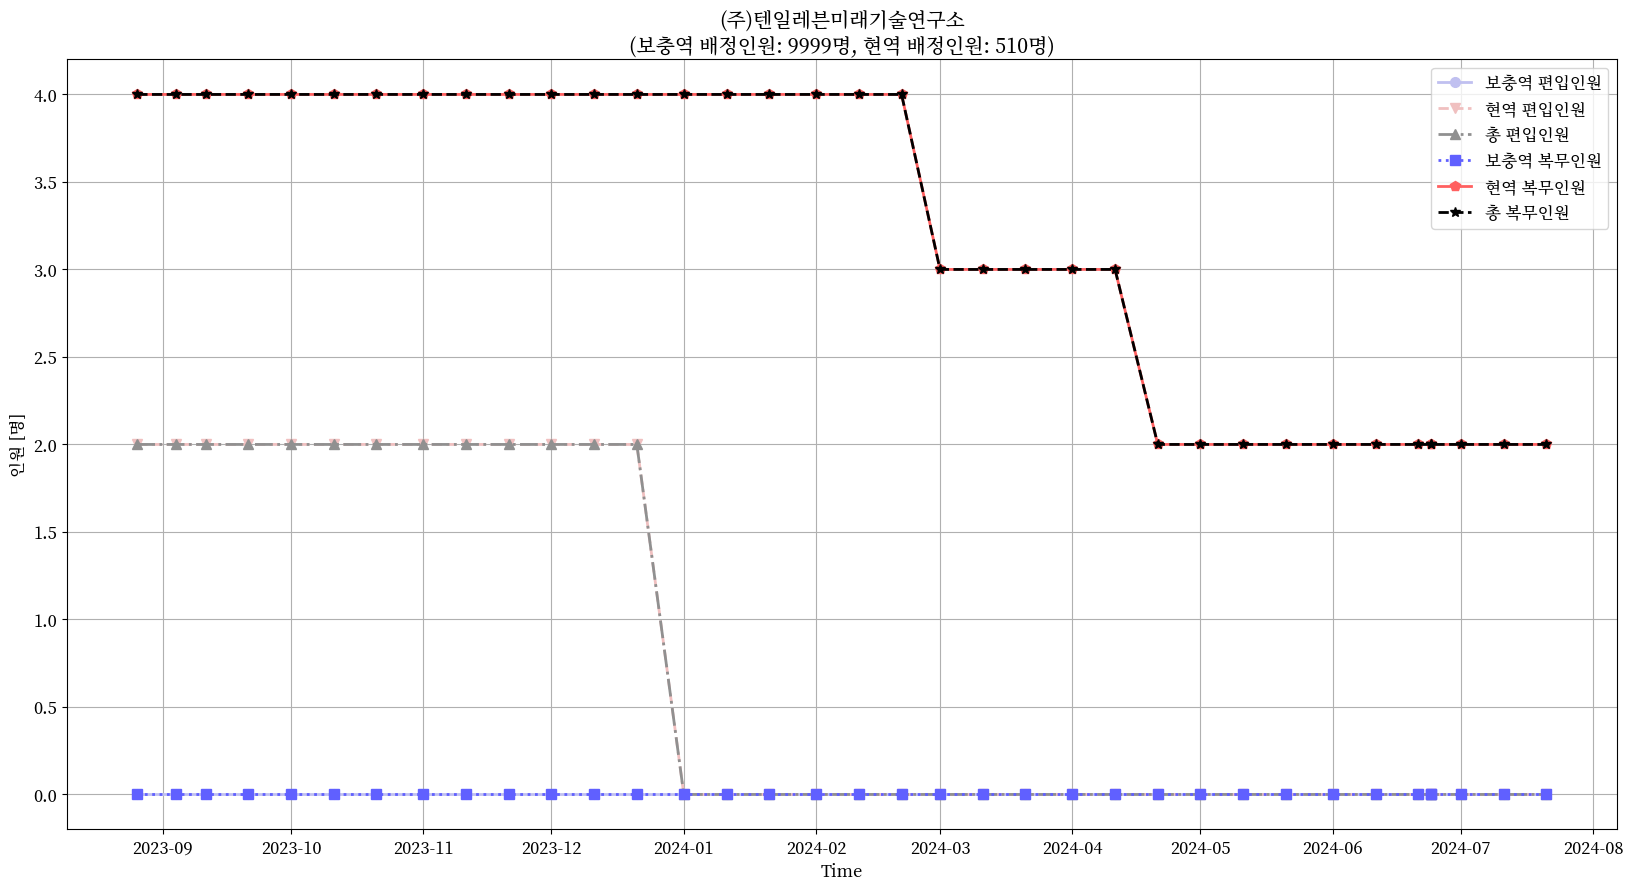 (주)텐일레븐미래기술연구소
(보충역 배정인원: 9999명, 현역 배정인원: 510명)
보충역 편입인원
현역 편입인원
총 편입인원
보충역 복무인원
현역 복무인원
총 복무인원
인원 [명]
4.0
3.5
3.0
2.5
2.0
1.5
1.0
0.5
0.0
2023-09 2023-10 2023-11 2023-12 2024-01 2024-02 2024-03 2024-04 2024-05 2024-06 2024-07 2024-08
Time